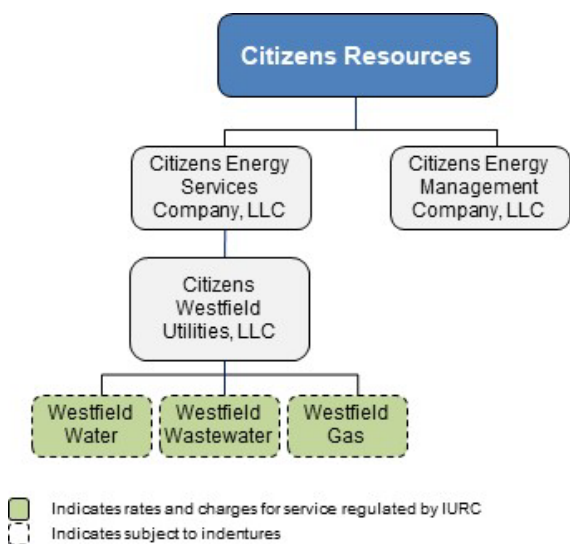 Citizens Resources
Citizens Energy
Services
Company, LLC
Citizens Energy
Management
Company, LLC
Citizens
Westfield
Utilities, LLC
Westfield
Water
Westfield
Wastewater
Westfield
Gas
Indicates rates and charges for service regulated by IURC
Indicates subject to indentures